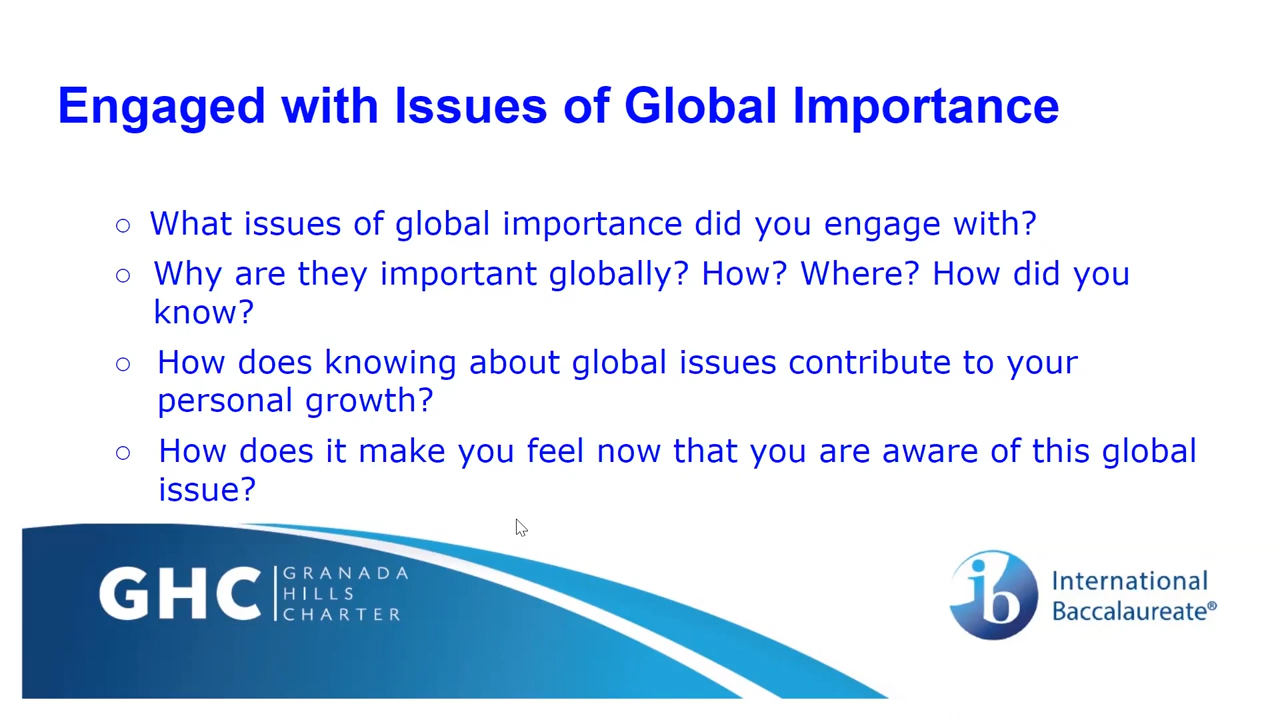 Engaged with Issues of Global Importance
○ What issues of global importance did you engage with?
○ Why are they important globally? How? Where? How did you
know?
○ How does knowing about global issues contribute to your
personal growth?
○ How does it make you feel now that you are aware of this global
issue?
GHC
GRANADA
HILLS
CHARTER
ib
International
Baccalaureate®